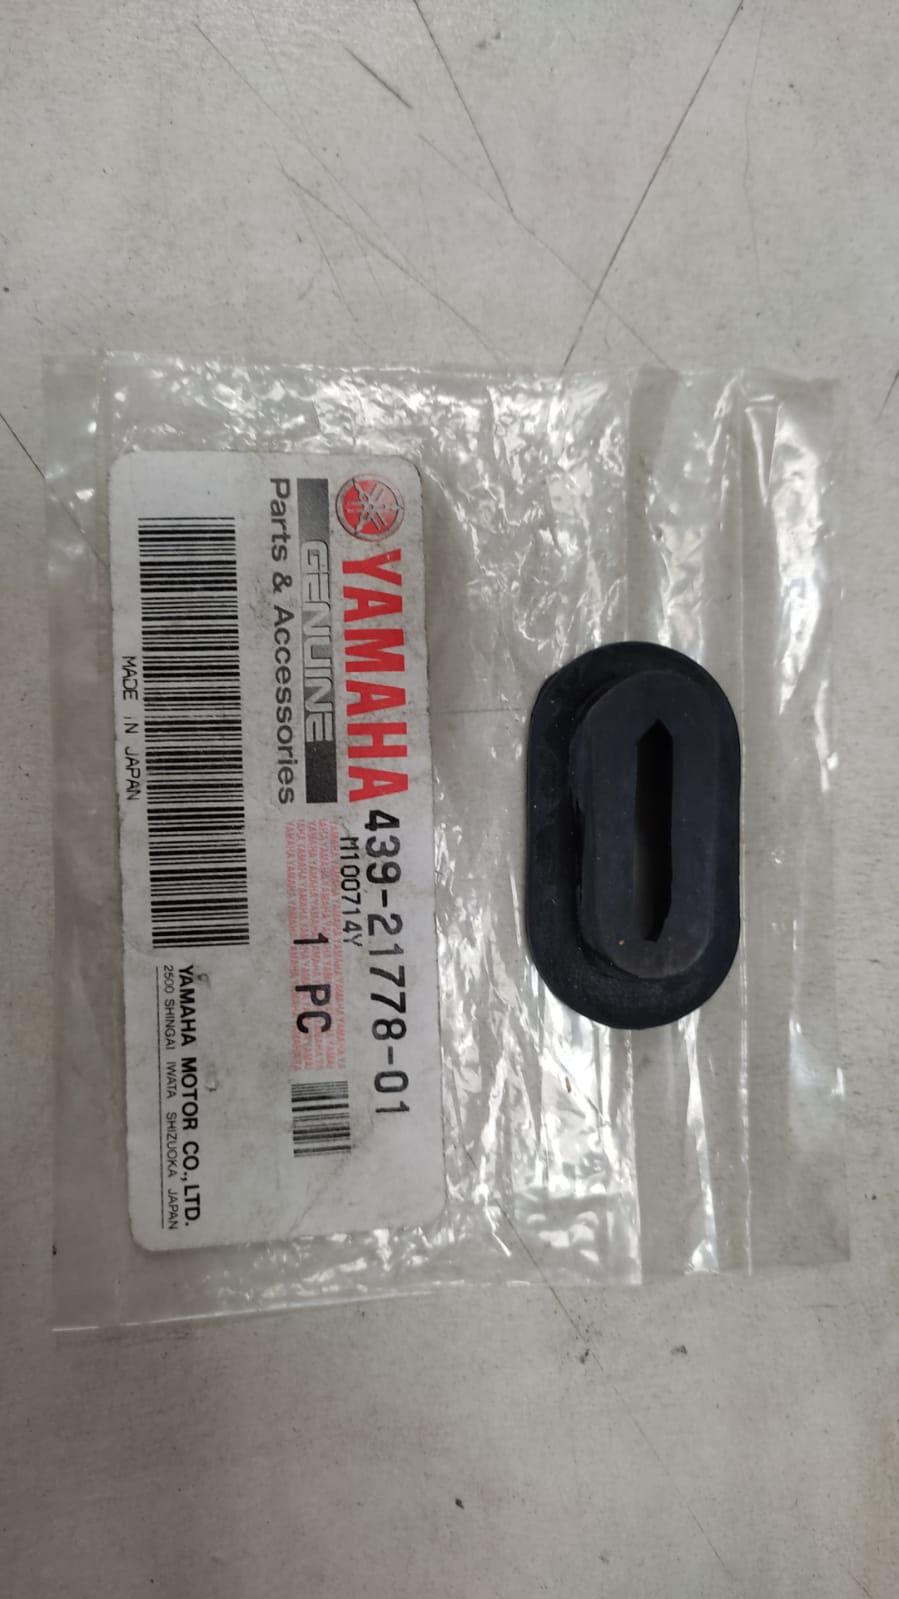 YAMAHA
GENUINE
Parts & Accessories
439-21778-01
M100714Y
1 PC
MADE IN JAPAN
YAMAHA MOTOR CO., LTD.
2500 SHINGAI IWATA SHIZUOKA JAPAN